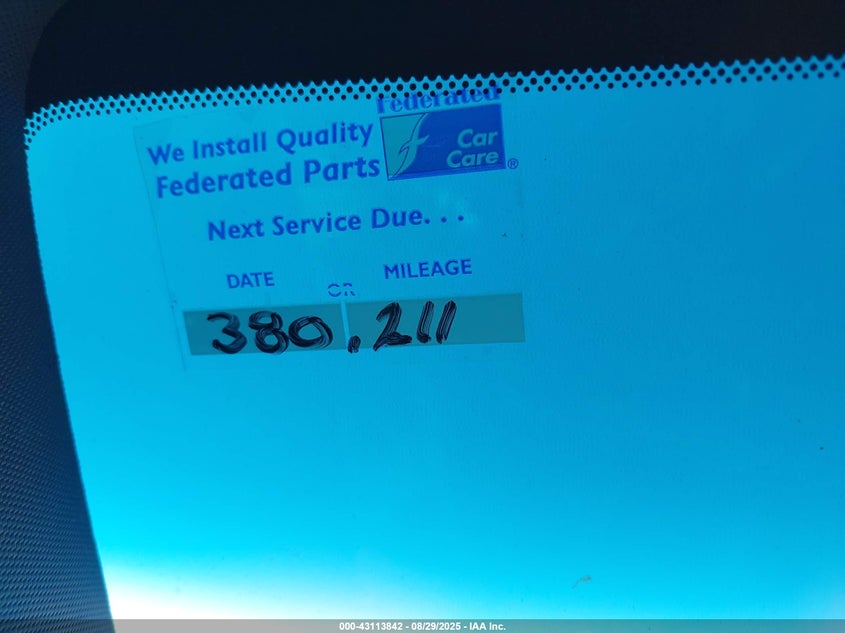 Federated
We Install Quality
Federated Parts
Car
Care®
Next Service Due. . .
DATE OR MILEAGE
380,211
000-43113842 - 08/29/2025 - IAA Inc.